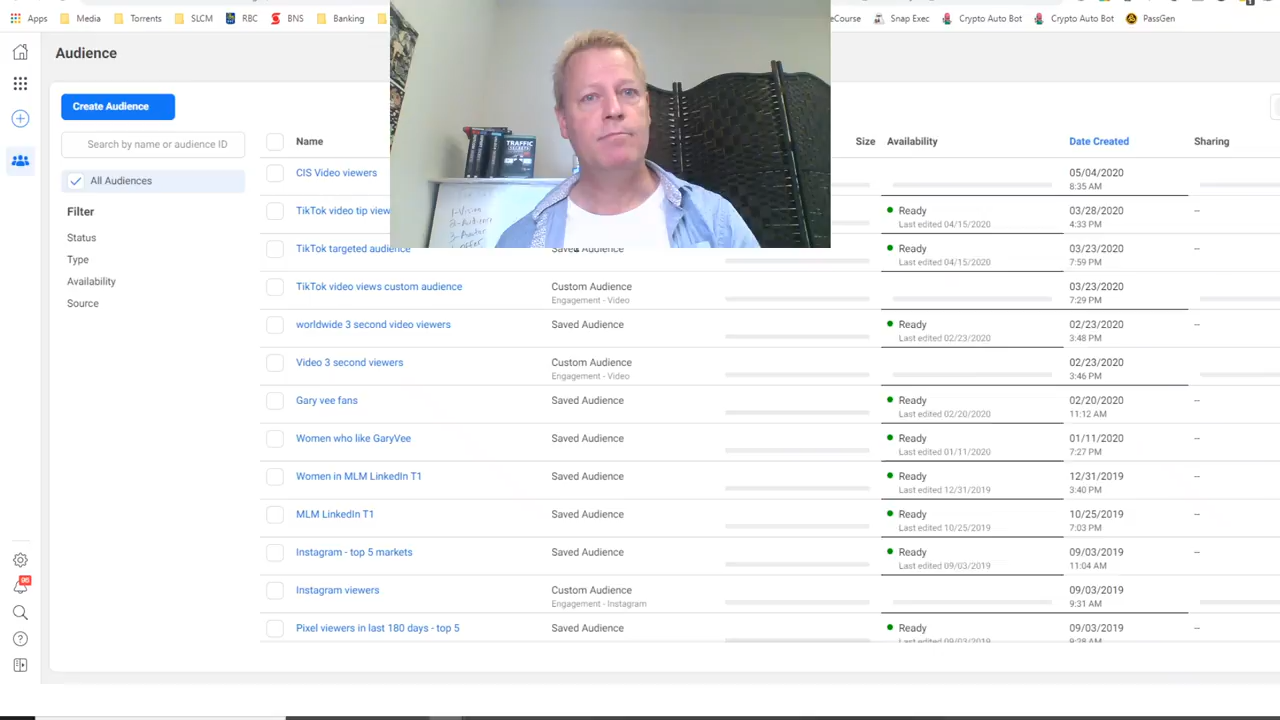 Apps Media Torrents SLCM RBC BNS Banking eCourse Snap Exec Crypto Auto Bot Crypto Auto Bot PassGen
Audience
Create Audience
Search by name or audience ID
All Audiences
Filter
Status
Type
Availability
Source
Name Size Availability Date Created Sharing
CIS Video viewers 05/04/2020
8:35 AM
TikTok video tip view Ready 03/28/2020 --
Last edited 04/15/2020 4:33 PM
TikTok targeted audience Saved Audience Ready 03/23/2020 --
Last edited 04/15/2020 7:59 PM
TikTok video views custom audience Custom Audience 03/23/2020
Engagement - Video 7:29 PM
worldwide 3 second video viewers Saved Audience Ready 02/23/2020 --
Last edited 02/23/2020 3:48 PM
Video 3 second viewers Custom Audience 02/23/2020
Engagement - Video 3:46 PM
Gary vee fans Saved Audience Ready 02/20/2020 --
Last edited 02/20/2020 11:12 AM
Women who like GaryVee Saved Audience Ready 01/11/2020 --
Last edited 01/11/2020 7:27 PM
Women in MLM LinkedIn T1 Saved Audience Ready 12/31/2019 --
Last edited 12/31/2019 3:40 PM
MLM LinkedIn T1 Saved Audience Ready 10/25/2019 --
Last edited 10/25/2019 7:03 PM
Instagram - top 5 markets Saved Audience Ready 09/03/2019 --
Last edited 09/03/2019 11:04 AM
Instagram viewers Custom Audience 09/03/2019
Engagement - Instagram 9:31 AM
Pixel viewers in last 180 days - top 5 Saved Audience Ready 09/03/2019 --
Last edited 09/03/2019 9:28 AM
TRAFFIC
SECRETS
1-Vision